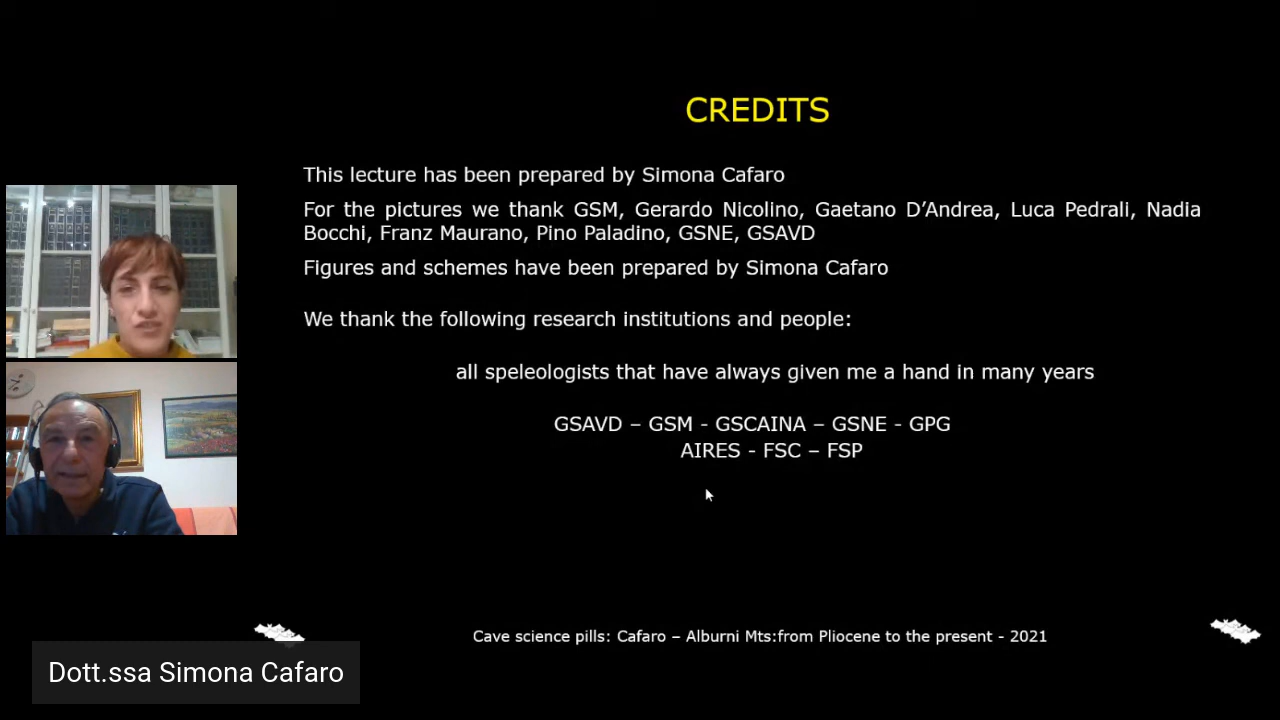 CREDITS
This lecture has been prepared by Simona Cafaro
For the pictures we thank GSM, Gerardo Nicolino, Gaetano D’Andrea, Luca Pedrali, Nadia
Bocchi, Franz Maurano, Pino Paladino, GSNE, GSAVD
Figures and schemes have been prepared by Simona Cafaro
We thank the following research institutions and people:
all speleologists that have always given me a hand in many years
GSAVD – GSM - GSCAINA – GSNE - GPG
AIRES - FSC – FSP
Cave science pills: Cafaro – Alburni Mts:from Pliocene to the present - 2021
Dott.ssa Simona Cafaro